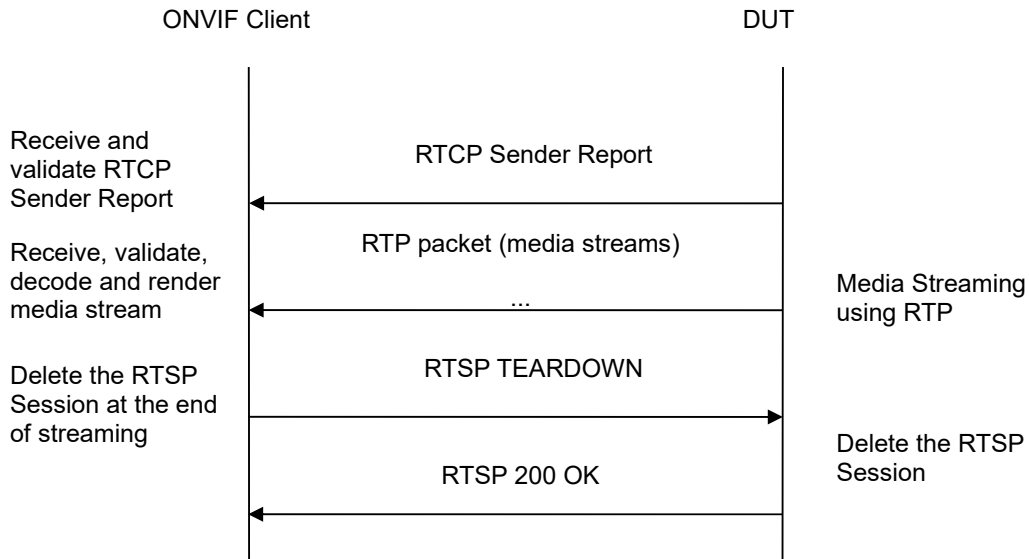 ONVIF Client
DUT
Receive and
validate RTCP
Sender Report
RTCP Sender Report
RTP packet (media streams)
Receive, validate,
decode and render
media stream
...
Media Streaming
using RTP
RTSP TEARDOWN
Delete the RTSP
Session at the end
of streaming
Delete the RTSP
Session
RTSP 200 OK